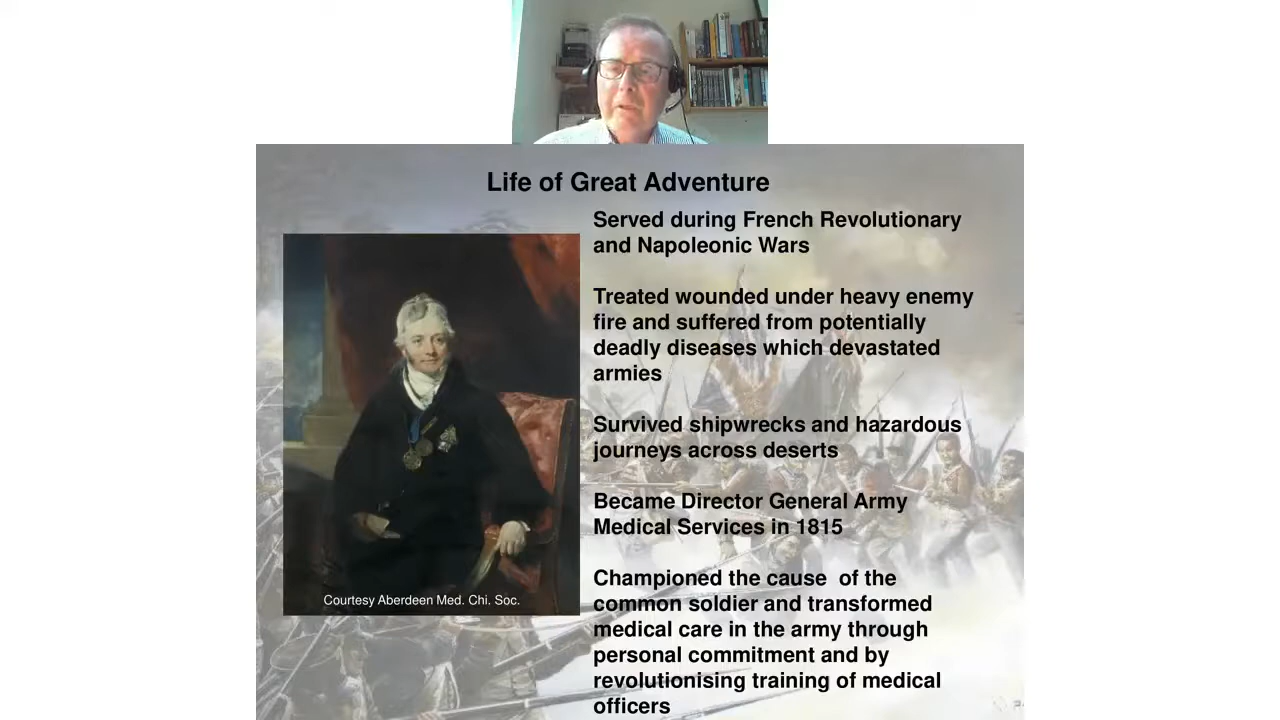 Life of Great Adventure
Served during French Revolutionary
and Napoleonic Wars
Treated wounded under heavy enemy
fire and suffered from potentially
deadly diseases which devastated
armies
Survived shipwrecks and hazardous
journeys across deserts
Became Director General Army
Medical Services in 1815
Championed the cause  of the
common soldier and transformed
medical care in the army through
personal commitment and by
revolutionising training of medical
officers
Courtesy Aberdeen Med. Chi. Soc.